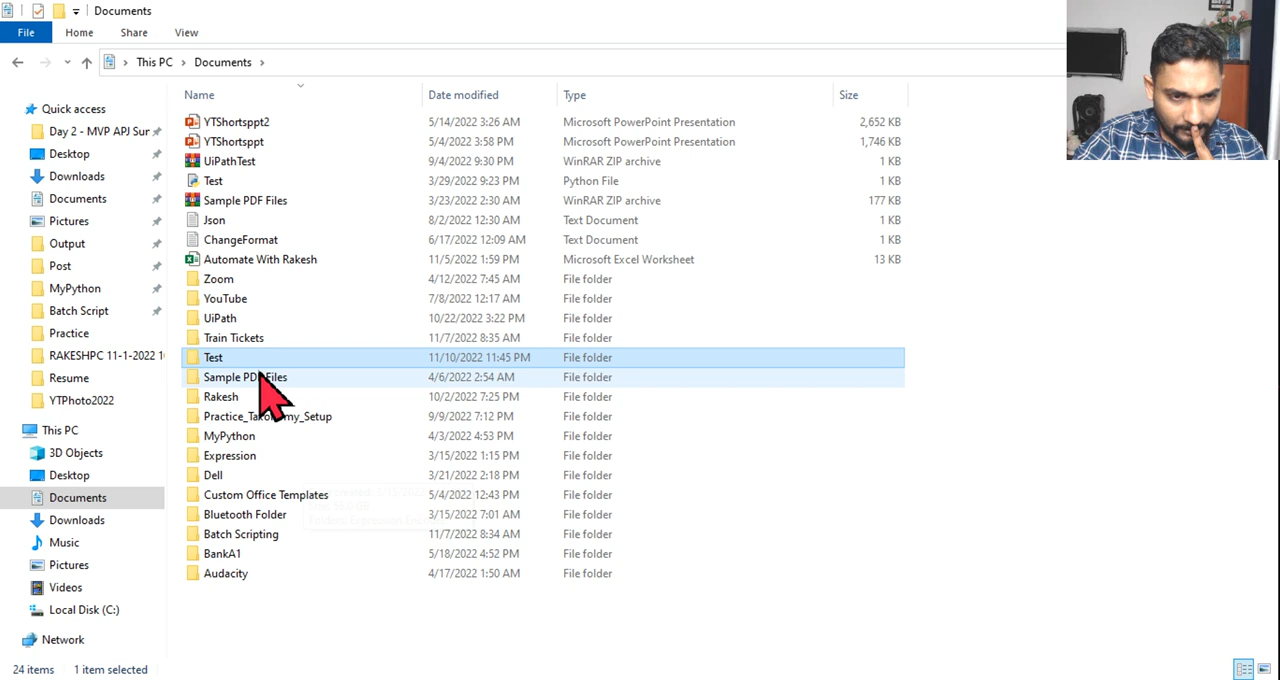 Documents
File Home Share View
This PC > Documents >
Name Date modified Type Size
Quick access
Day 2 - MVP APJ Sur
Desktop
Downloads
Documents
Pictures
Output
Post
MyPython
Batch Script
Practice
RAKESHPC 11-1-2022 1
Resume
YTPhoto2022
This PC
3D Objects
Desktop
Documents
Downloads
Music
Pictures
Videos
Local Disk (C:)
Network
YTShortsppt2 5/14/2022 3:26 AM Microsoft PowerPoint Presentation 2,652 KB
YTShortsppt 5/4/2022 3:58 PM Microsoft PowerPoint Presentation 1,746 KB
UiPathTest 9/4/2022 9:30 PM WinRAR ZIP archive 1 KB
Test 3/29/2022 9:23 PM Python File 1 KB
Sample PDF Files 3/23/2022 2:30 AM WinRAR ZIP archive 177 KB
Json 8/2/2022 12:30 AM Text Document 1 KB
ChangeFormat 6/17/2022 12:09 AM Text Document 1 KB
Automate With Rakesh 11/5/2022 1:59 PM Microsoft Excel Worksheet 13 KB
Zoom 4/12/2022 7:45 AM File folder
YouTube 7/8/2022 12:17 AM File folder
UiPath 10/22/2022 3:22 PM File folder
Train Tickets 11/7/2022 8:35 AM File folder
Test 11/10/2022 11:45 PM File folder
Sample PDF Files 4/6/2022 2:54 AM File folder
Rakesh 10/2/2022 7:25 PM File folder
Practice_Taxonomy_Setup 9/9/2022 7:12 PM File folder
MyPython 4/3/2022 4:53 PM File folder
Expression 3/15/2022 1:15 PM File folder
Dell 3/21/2022 2:18 PM File folder
Custom Office Templates 5/4/2022 12:43 PM File folder
Bluetooth Folder 3/15/2022 7:01 AM File folder
Batch Scripting 11/7/2022 8:34 AM File folder
BankA1 5/18/2022 4:52 PM File folder
Audacity 4/17/2022 1:50 AM File folder
24 items 1 item selected